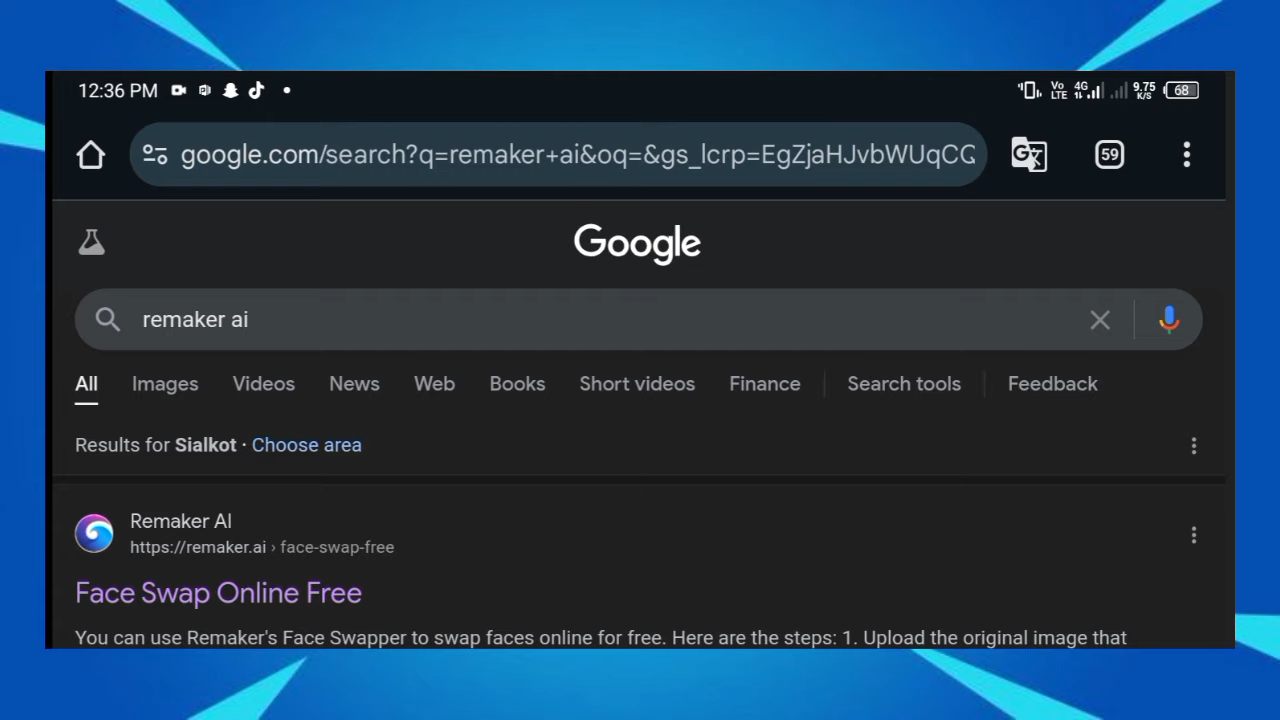 12:36 PM
Vo LTE 4G 9.75 K/S 68
google.com/search?q=remaker+ai&oq=&gs_lcrp=EgZjaHJvbWUqCQ
59
Google
remaker ai
All Images Videos News Web Books Short videos Finance Search tools Feedback
Results for Sialkot · Choose area
Remaker AI
https://remaker.ai › face-swap-free
Face Swap Online Free
You can use Remaker's Face Swapper to swap faces online for free. Here are the steps: 1. Upload the original image that